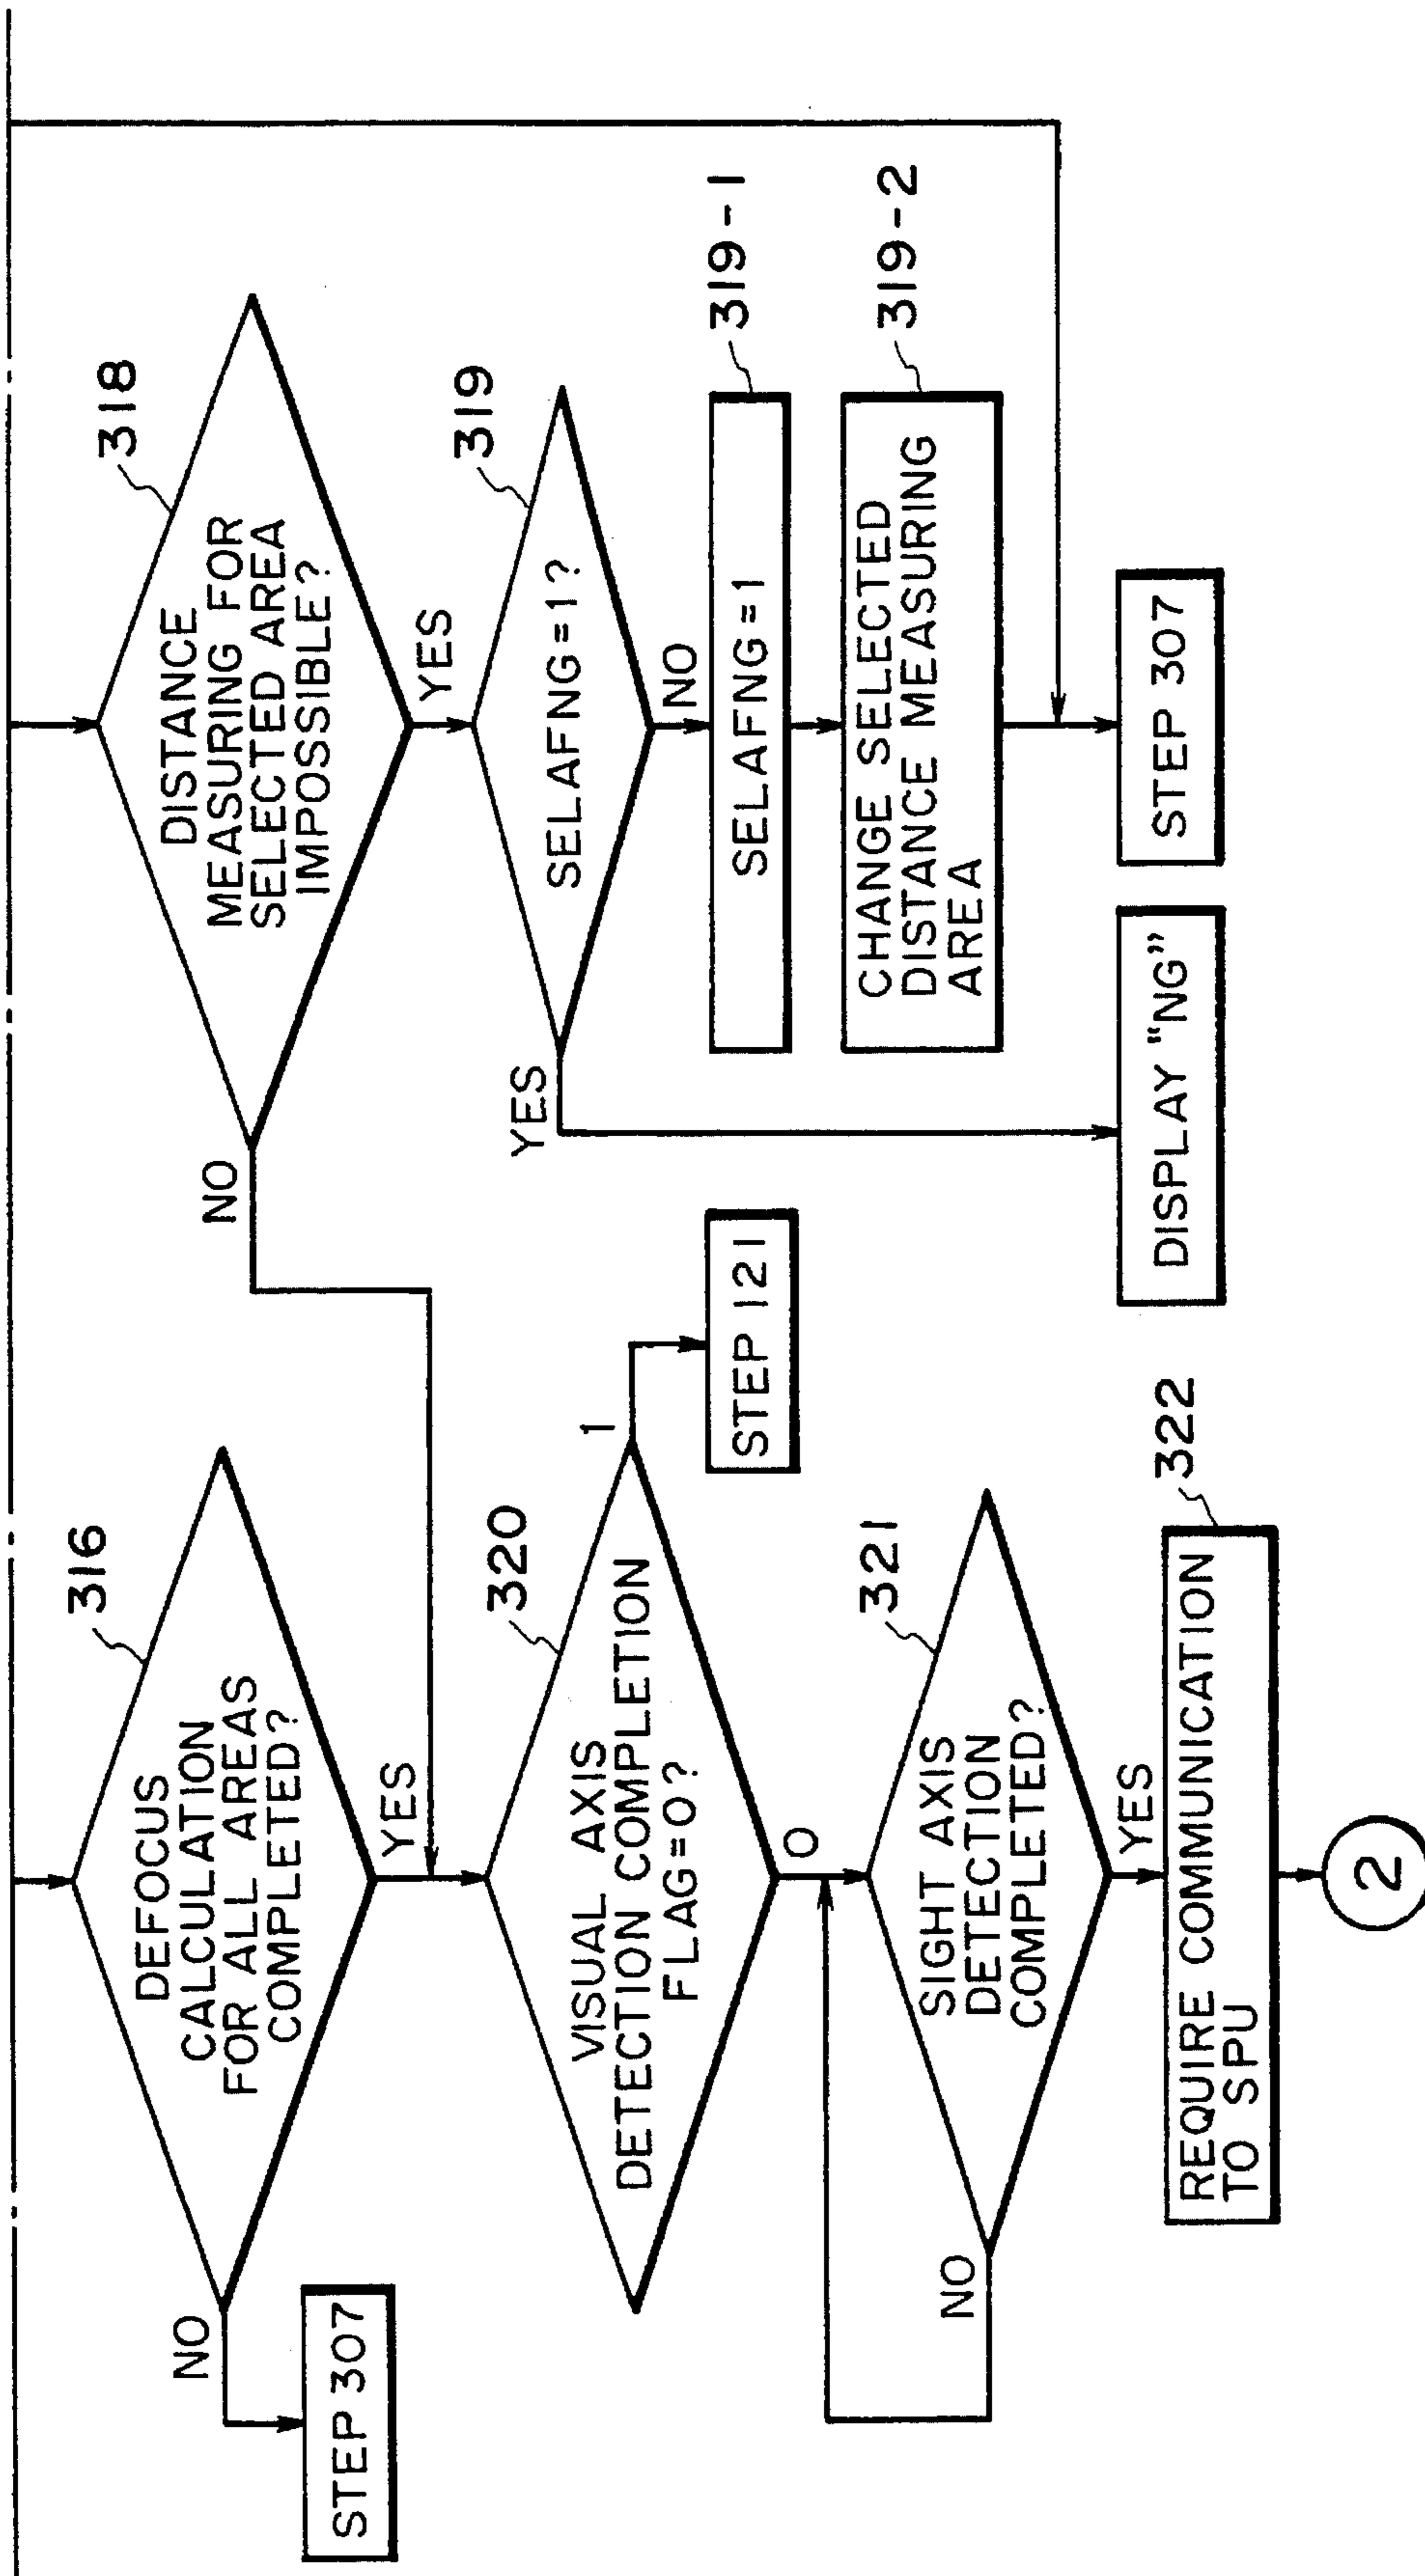 316
DEFOCUS
CALCULATION
FOR ALL AREAS
COMPLETED?
NO
STEP 307
YES
320
VISUAL AXIS
DETECTION COMPLETION
FLAG=0?
1
STEP 121
0
321
SIGHT AXIS
DETECTION
COMPLETED?
NO
YES
322
REQUIRE COMMUNICATION
TO SPU
2
318
DISTANCE
MEASURING FOR
SELECTED AREA
IMPOSSIBLE?
NO
YES
319
SELAFNG=1?
YES
NO
319-1
SELAFNG=1
319-2
CHANGE SELECTED
DISTANCE MEASURING
AREA
DISPLAY “NG”
STEP 307